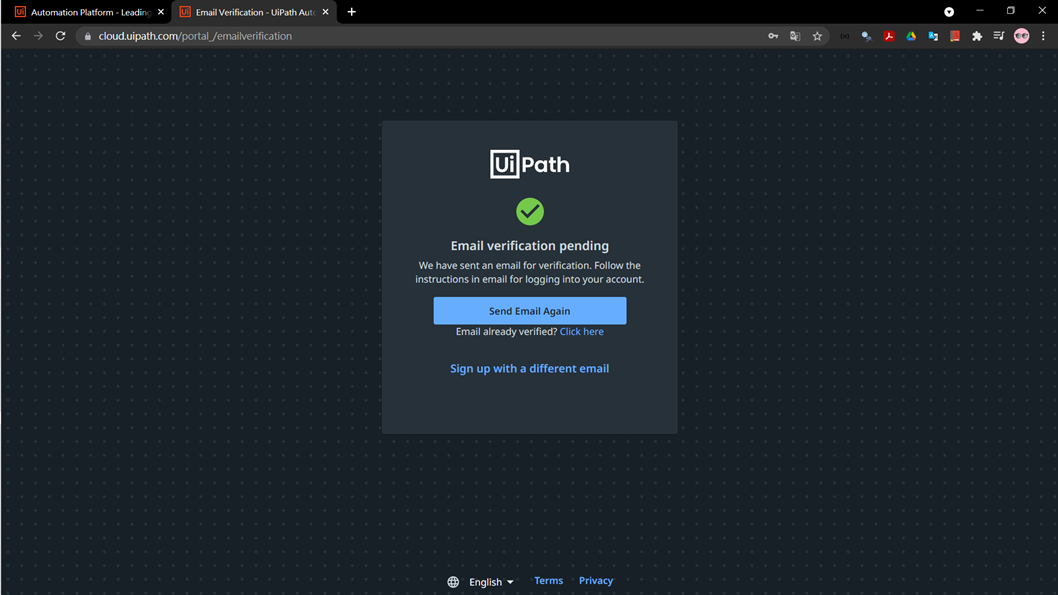 Automation Platform - Leading
Email Verification - UiPath Auto
cloud.uipath.com/portal_/emailverification
UiPath
Email verification pending
We have sent an email for verification. Follow the
instructions in email for logging into your account.
Send Email Again
Email already verified? Click here
Sign up with a different email
English
Terms
Privacy